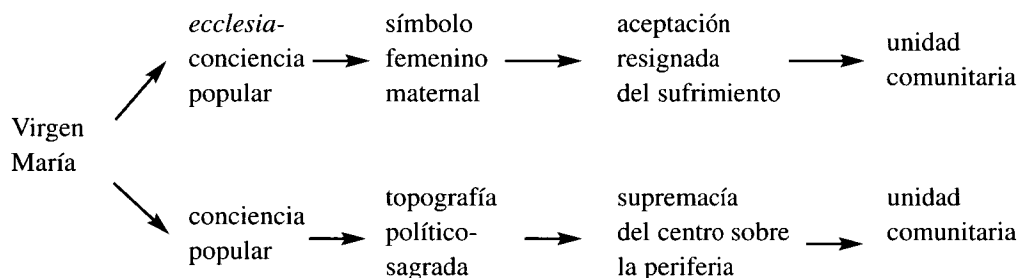 ecclesia-
conciencia
popular
símbolo
femenino
maternal
aceptación
resignada
del sufrimiento
unidad
comunitaria
Virgen
María
conciencia
popular
topografía
político-
sagrada
supremacía
del centro sobre
la periferia
unidad
comunitaria